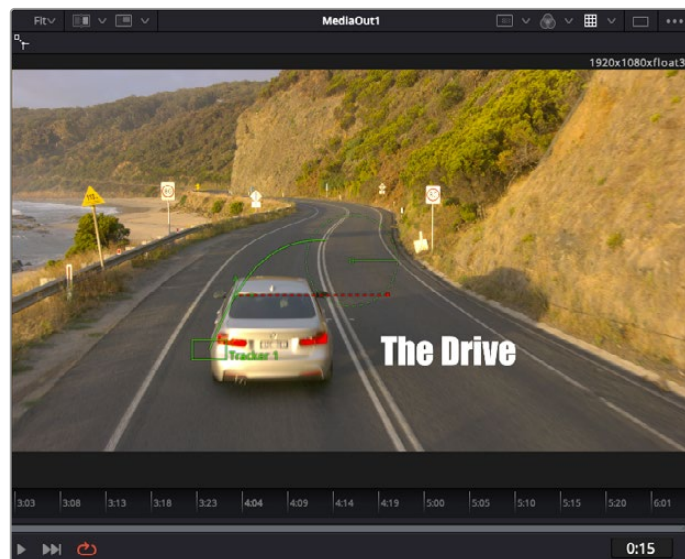 Fit
MediaOut1
1920x1080xfloat3
Tracker 1
The Drive
3:03 3:08 3:13 3:18 3:23 4:04 4:09 4:14 4:19 5:00 5:05 5:10 5:15 5:20 6:01
0:15